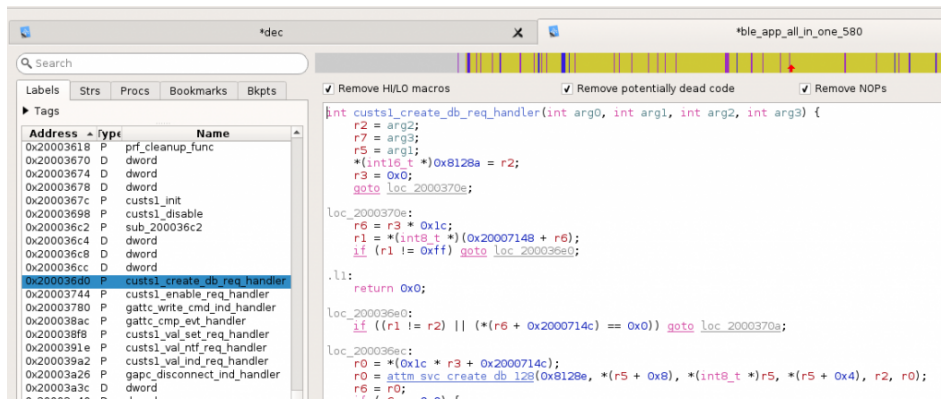 *dec
*ble_app_all_in_one_580
Search
Labels Strs Procs Bookmarks Bkpts
Tags
Address Type Name
0x20003618 P prf_cleanup_func
0x20003670 D dword
0x20003674 D dword
0x20003678 D dword
0x2000367c P custs1_init
0x20003698 P custs1_disable
0x200036c2 P sub_200036c2
0x200036c4 D dword
0x200036c8 D dword
0x200036cc D dword
0x200036d0 P custs1_create_db_req_handler
0x20003744 P custs1_enable_req_handler
0x20003780 P gattc_write_cmd_ind_handler
0x200038ac P gattc_cmp_evt_handler
0x200038f8 P custs1_val_set_req_handler
0x2000391e P custs1_val_ntf_req_handler
0x200039a2 P custs1_val_ind_req_handler
0x20003a26 P gapc_disconnect_ind_handler
0x20003a3c D dword
Remove HI/LO macros Remove potentially dead code Remove NOPs
int custs1_create_db_req_handler(int arg0, int arg1, int arg2, int arg3) {
r2 = arg2;
r7 = arg3;
r5 = arg1;
*(int16_t *)0x8128a = r2;
r3 = 0x0;
goto loc_2000370e;
loc_2000370e:
r6 = r3 * 0x1c;
r1 = *(int8_t *)(0x20007148 + r6);
if (r1 != 0xff) goto loc_200036e0;
.l1:
return 0x0;
loc_200036e0:
if ((r1 != r2) || (*(r6 + 0x2000714c) == 0x0)) goto loc_2000370a;
loc_200036ec:
r0 = *(0x1c * r3 + 0x2000714c);
r0 = attm_svc_create_db_128(0x8128e, *(r5 + 0x8), *(int8_t *)r5, *(r5 + 0x4), r2, r0);
r6 = r0;